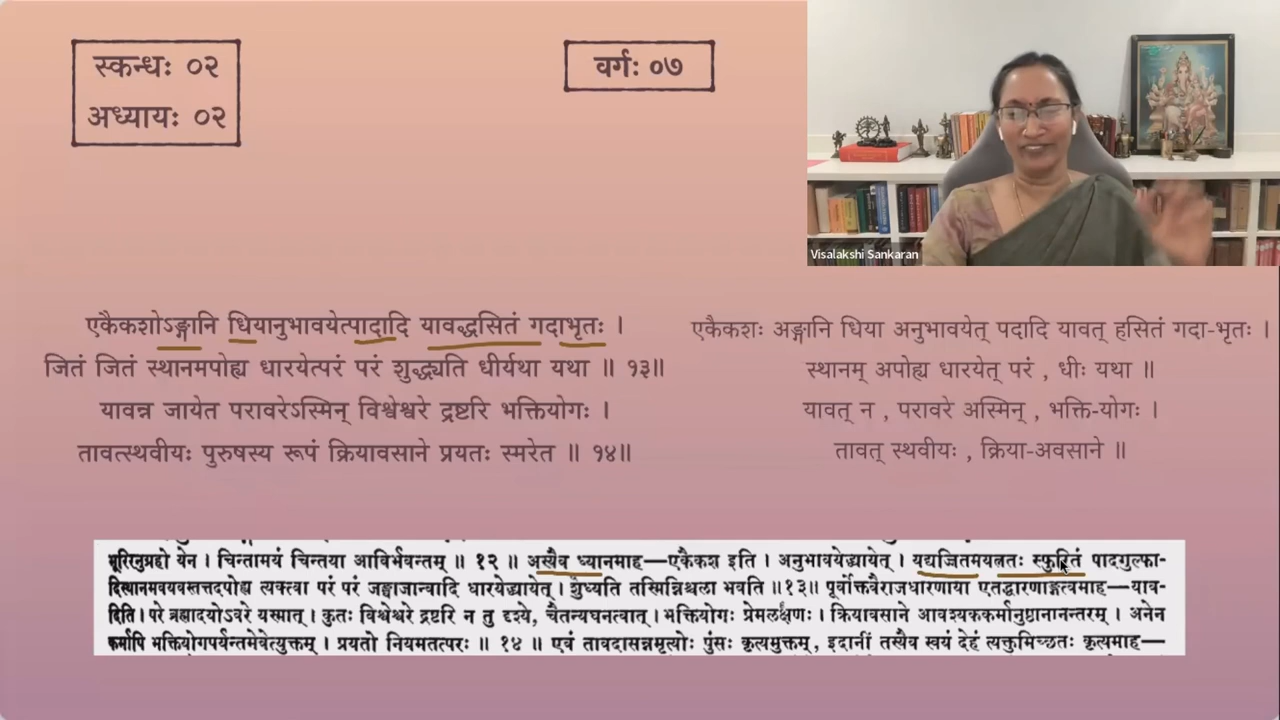 स्कन्धः ०२
अध्यायः ०२
वर्गः ०७
Visalakshi Sankaran
एकैकशोऽङ्गानि धियानुभावयेत्पादादि यावद्धसितं गदाभृतः ।
जितं जितं स्थानमपोह्य धारयेत्परं परं शुद्ध्यति धीर्यथा यथा ॥ १३॥
यावन्न जायेत परावरेऽस्मिन् विश्वेश्वरे द्रष्टरि भक्तियोगः ।
तावत्स्थवीयः पुरुषस्य रूपं क्रियावसाने प्रयतः स्मरेत ॥ १४॥
एकैकशः अङ्गानि धिया अनुभावयेत् पदादि यावत् हसितं गदा-भृतः ।
स्थानम् अपोह्य धारयेत् परं , धीः यथा ॥
यावत् न , परावरे अस्मिन् , भक्ति-योगः ।
तावत् स्थवीयः , क्रिया-अवसाने ॥
भूरिरनुग्रहो येन । चिन्तामयं चिन्तया आविर्भवन्तम् ॥ १२ ॥ अस्यैव ध्यानमाह—एकैकश इति । अनुभावयेद्ध्यायेत् । यद्यज्जितमयत्नतः स्फुरितं पादगुल्फा-
दिस्थानमवयवस्तत्तदपोह्य त्यक्त्वा परं परं जङ्घाजान्वादि धारयेद्ध्यायेत् । शुध्यति तस्मिन्निश्चला भवति ॥१३॥ पूर्वोक्तवैराजधारणाया एतद्धारणाङ्गत्वमाह—याव-
दिति । परे ब्रह्मादयोऽवरे यस्मात् । कुतः विश्वेश्वरे द्रष्टरि न तु दृश्ये, चैतन्यघनत्वात् । भक्तियोगः प्रेमलक्षणः । क्रियावसाने आवश्यककर्मानुष्ठानानन्तरम् । अनेन
कर्मापि भक्तियोगपर्यन्तमेवेत्युक्तम् । प्रयतो नियमतत्परः ॥ १४ ॥ एवं तावदासन्नमृत्योः पुंसः कृत्यमुक्तम्, इदानीं तस्यैव स्वयं देहं त्यक्तुमिच्छतः कृत्यमाह—